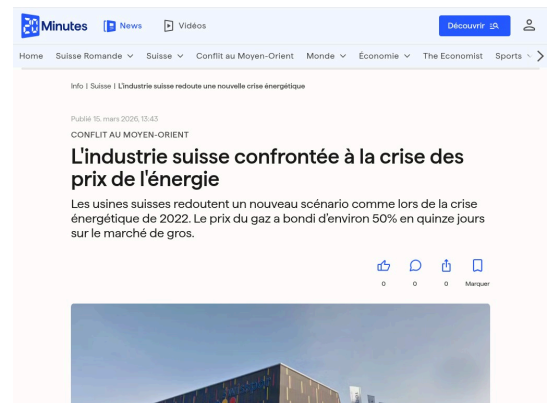 20 Minutes News Vidéos Découvrir
Home Suisse Romande Suisse Conflit au Moyen-Orient Monde Économie The Economist Sports
Info | Suisse | L'industrie suisse redoute une nouvelle crise énergétique
Publié 15. mars 2026, 13:43
CONFLIT AU MOYEN-ORIENT
L'industrie suisse confrontée à la crise des
prix de l'énergie
Les usines suisses redoutent un nouveau scénario comme lors de la crise
énergétique de 2022. Le prix du gaz a bondi d'environ 50% en quinze jours
sur le marché de gros.
0 0 0 Marquer